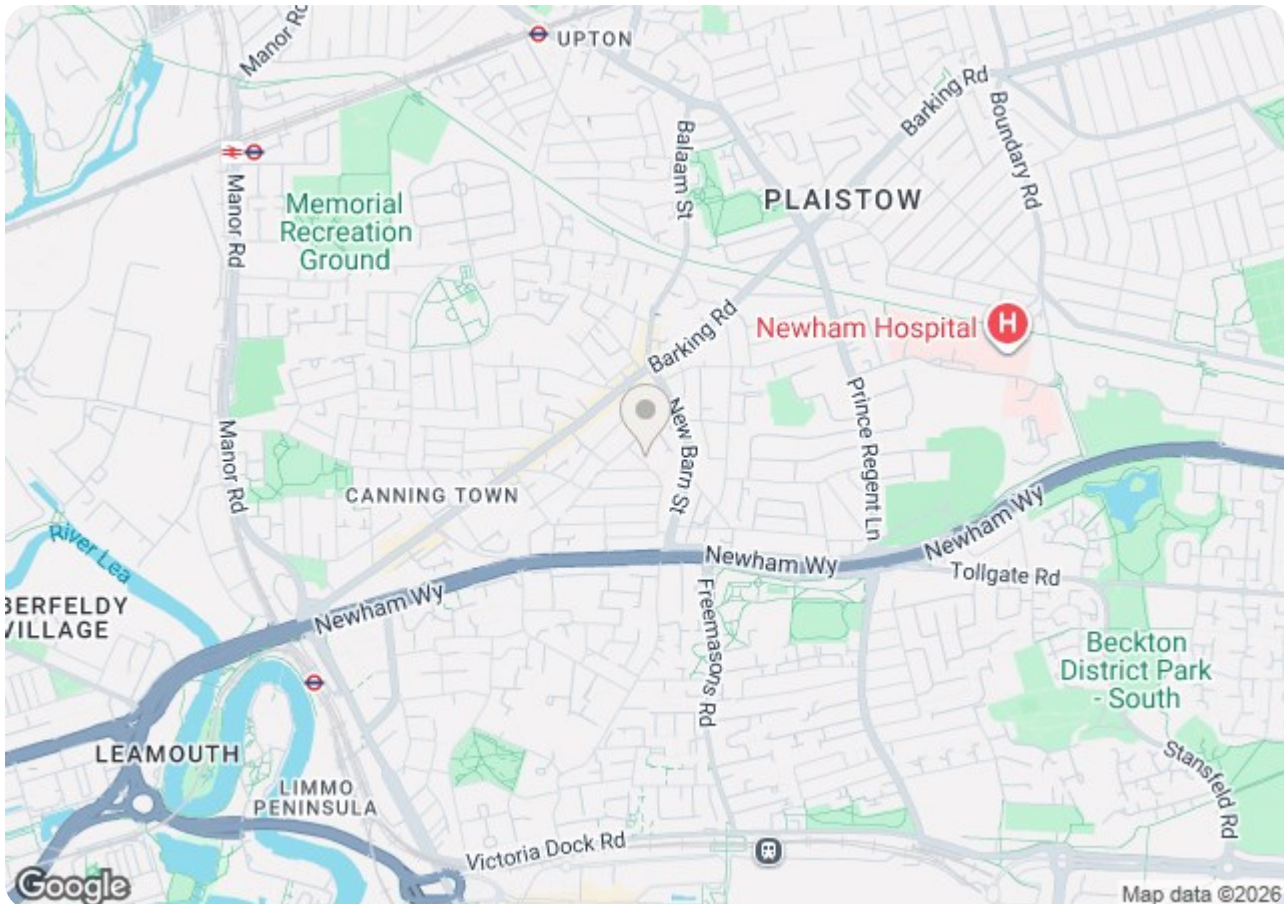 Manor Rd
UPTON
Barking Rd
Boundary Rd
Balaam St
Manor Rd
Memorial
Recreation
Ground
PLAISTOW
Newham Hospital
H
Barking Rd
Prince Regent Ln
New Barn St
Manor Rd
CANNING TOWN
River Lea
Newham Wy
Newham Wy
Tollgate Rd
BERFELDY
VILLAGE
Newham Wy
Freemasons Rd
Beckton
District Park
- South
LEAMOUTH
LIMMO
PENINSULA
Stansfeld Rd
Victoria Dock Rd
Google
Map data ©2026